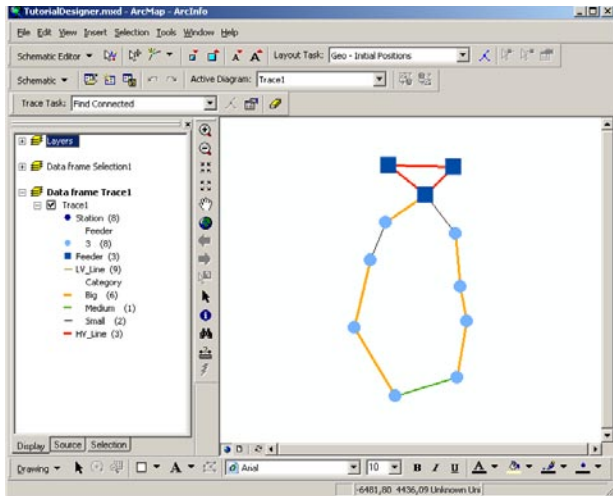 TutorialDesigner.mxd - ArcMap - ArcInfo
File Edit View Insert Selection Tools Window Help
Schematic Editor Layout Task: Geo - Initial Positions
Schematic Active Diagram: Trace1
Trace Task: Find Connected
Layers
Data frame Selection1
Data frame Trace1
Trace1
Station (8)
Feeder
3 (8)
Feeder (3)
LV_Line (9)
Category
Big (6)
Medium (1)
Small (2)
HV_Line (3)
Display Source Selection
Drawing A Arial 10 B I U A
-6481,80 4436,09 Unknown Uni